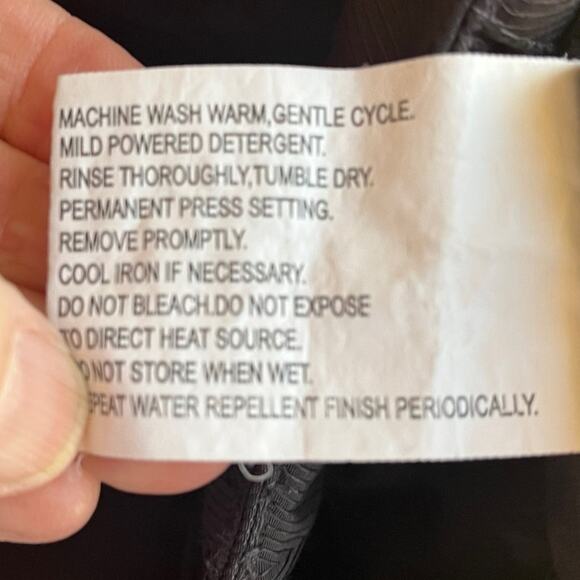 MACHINE WASH WARM,GENTLE CYCLE.
MILD POWERED DETERGENT.
RINSE THOROUGHLY,TUMBLE DRY.
PERMANENT PRESS SETTING.
REMOVE PROMPTLY.
COOL IRON IF NECESSARY.
DO NOT BLEACH.DO NOT EXPOSE
TO DIRECT HEAT SOURCE.
NOT STORE WHEN WET.
WATER REPELLENT FINISH PERIODICALLY.